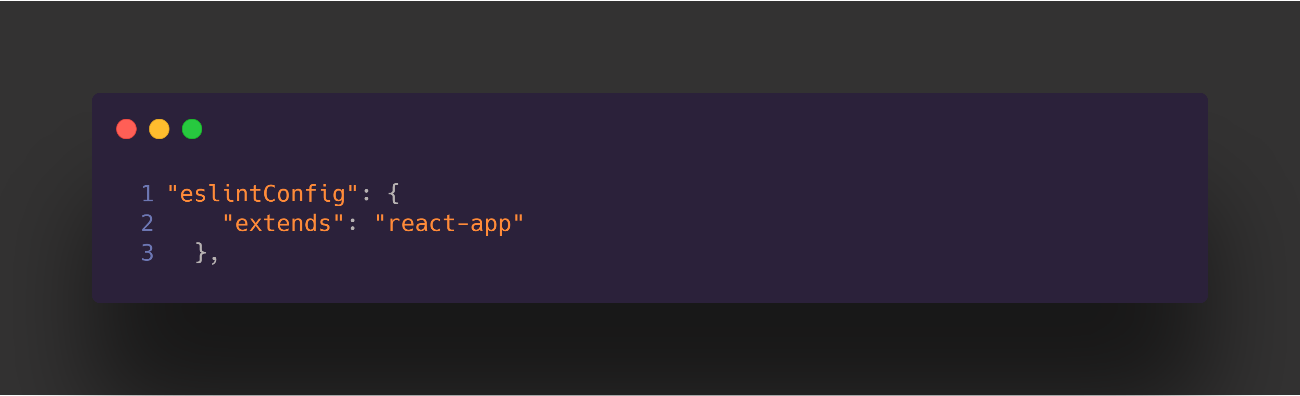 1 "eslintConfig": {
2     "extends": "react-app"
3   },